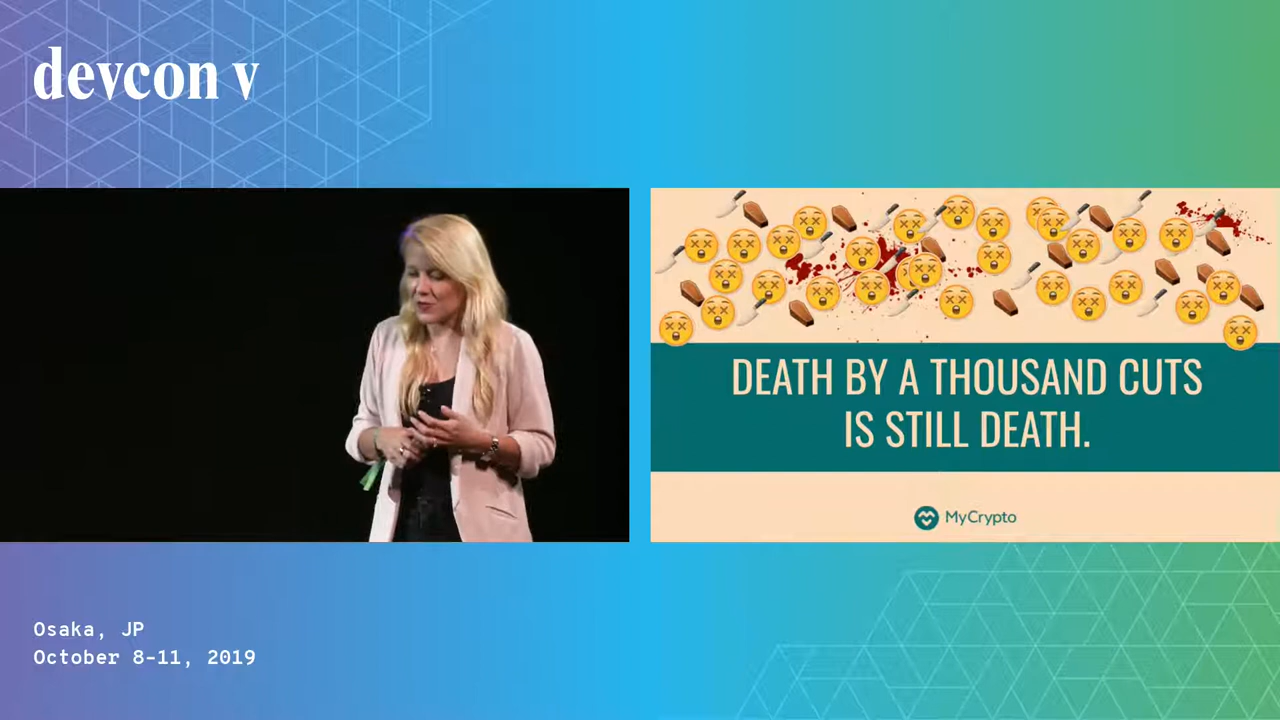 devcon v
DEATH BY A THOUSAND CUTS
IS STILL DEATH.
MyCrypto
Osaka, JP
October 8-11, 2019